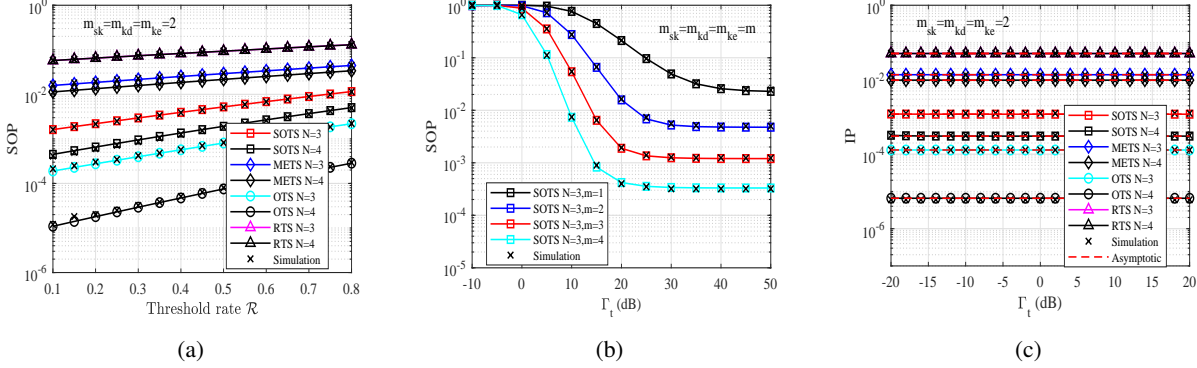 m_sk=m_kd=m_ke=2
10^0
10^-2
10^-4
10^-6
SOP
SOTS N=3
SOTS N=4
METS N=3
METS N=4
OTS N=3
OTS N=4
RTS N=3
RTS N=4
Simulation
0.1 0.2 0.3 0.4 0.5 0.6 0.7 0.8
Threshold rate R
(a)
m_sk=m_kd=m_ke=m
10^0
10^-1
10^-2
10^-3
10^-4
10^-5
SOP
SOTS N=3,m=1
SOTS N=3,m=2
SOTS N=3,m=3
SOTS N=3,m=4
Simulation
-10 0 10 20 30 40 50
Γ_t (dB)
(b)
m_sk=m_kd=m_ke=2
10^0
10^-2
10^-4
10^-6
IP
SOTS N=3
SOTS N=4
METS N=3
METS N=4
OTS N=3
OTS N=4
RTS N=3
RTS N=4
Simulation
Asymptotic
-20 -15 -10 -5 0 5 10 15 20
Γ_t (dB)
(c)